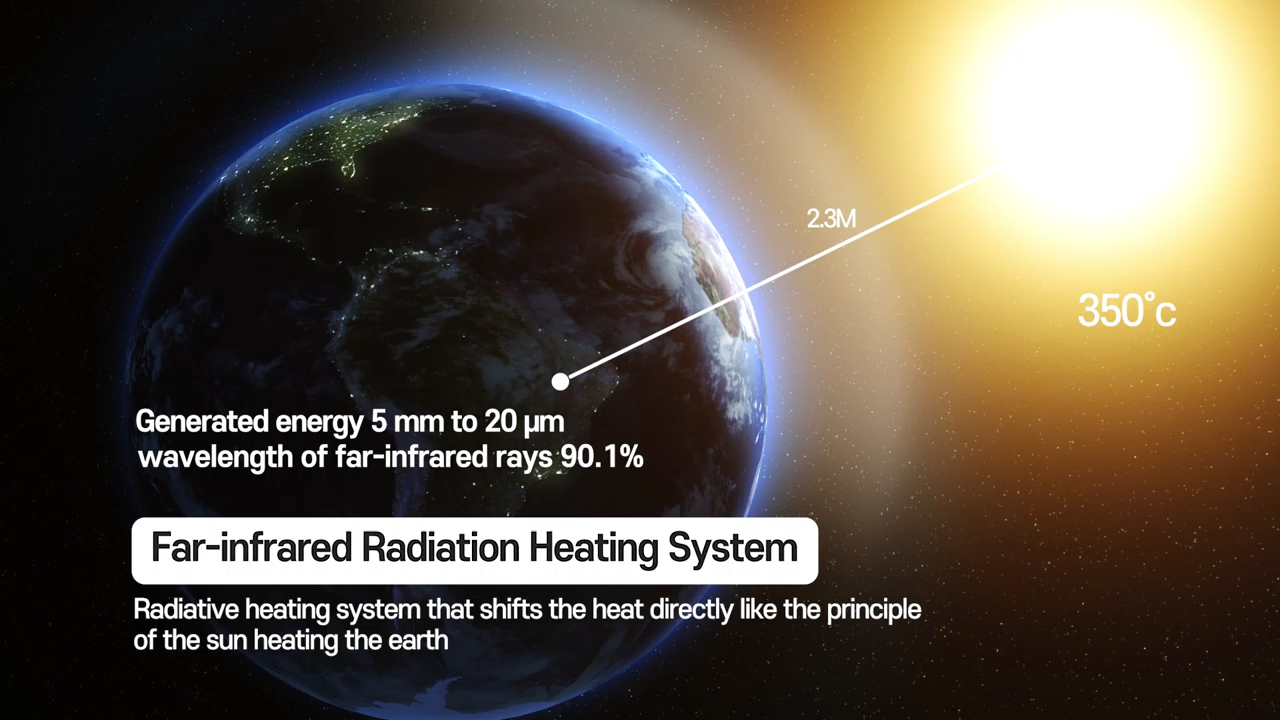 2.3M
350°c
Generated energy 5 mm to 20 µm
wavelength of far-infrared rays 90.1%
Far-infrared Radiation Heating System
Radiative heating system that shifts the heat directly like the principle
of the sun heating the earth